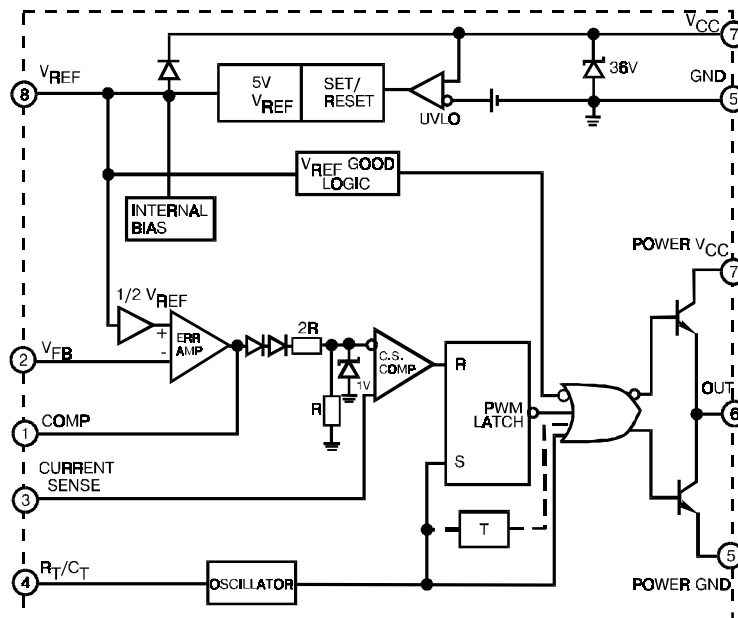 VCC
7
VREF
8
5V
VREF
SET/
RESET
UVLO
36V
GND
5
VREF GOOD
LOGIC
INTERNAL
BIAS
POWER VCC
7
1/2 VREF
+
-
ERR
AMP
VFB
2
2R
R
1V
C.S.
COMP
R
PWM
LATCH
S
OUT
6
COMP
1
CURRENT
SENSE
3
T
RT/CT
4
OSCILLATOR
5
POWER GND